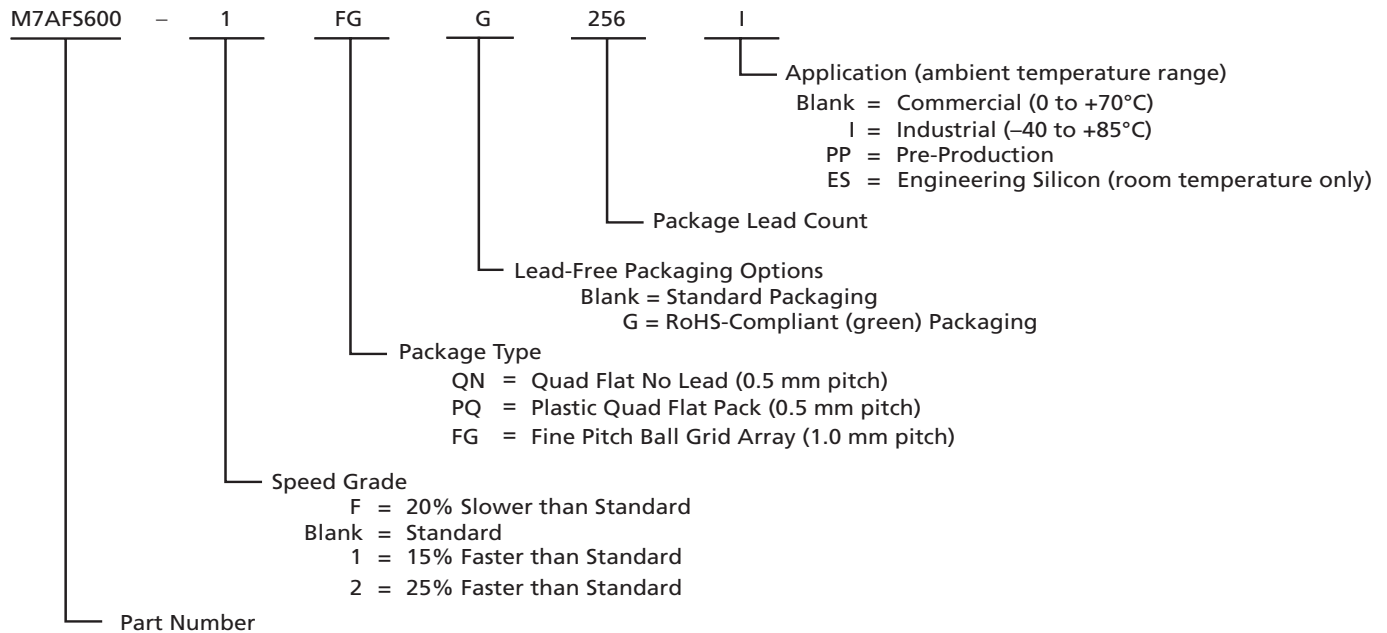 M7AFS600 – 1 FG G 256 I
Application (ambient temperature range)
Blank = Commercial (0 to +70°C)
I = Industrial (–40 to +85°C)
PP = Pre-Production
ES = Engineering Silicon (room temperature only)
Package Lead Count
Lead-Free Packaging Options
Blank = Standard Packaging
G = RoHS-Compliant (green) Packaging
Package Type
QN = Quad Flat No Lead (0.5 mm pitch)
PQ = Plastic Quad Flat Pack (0.5 mm pitch)
FG = Fine Pitch Ball Grid Array (1.0 mm pitch)
Speed Grade
F = 20% Slower than Standard
Blank = Standard
1 = 15% Faster than Standard
2 = 25% Faster than Standard
Part Number